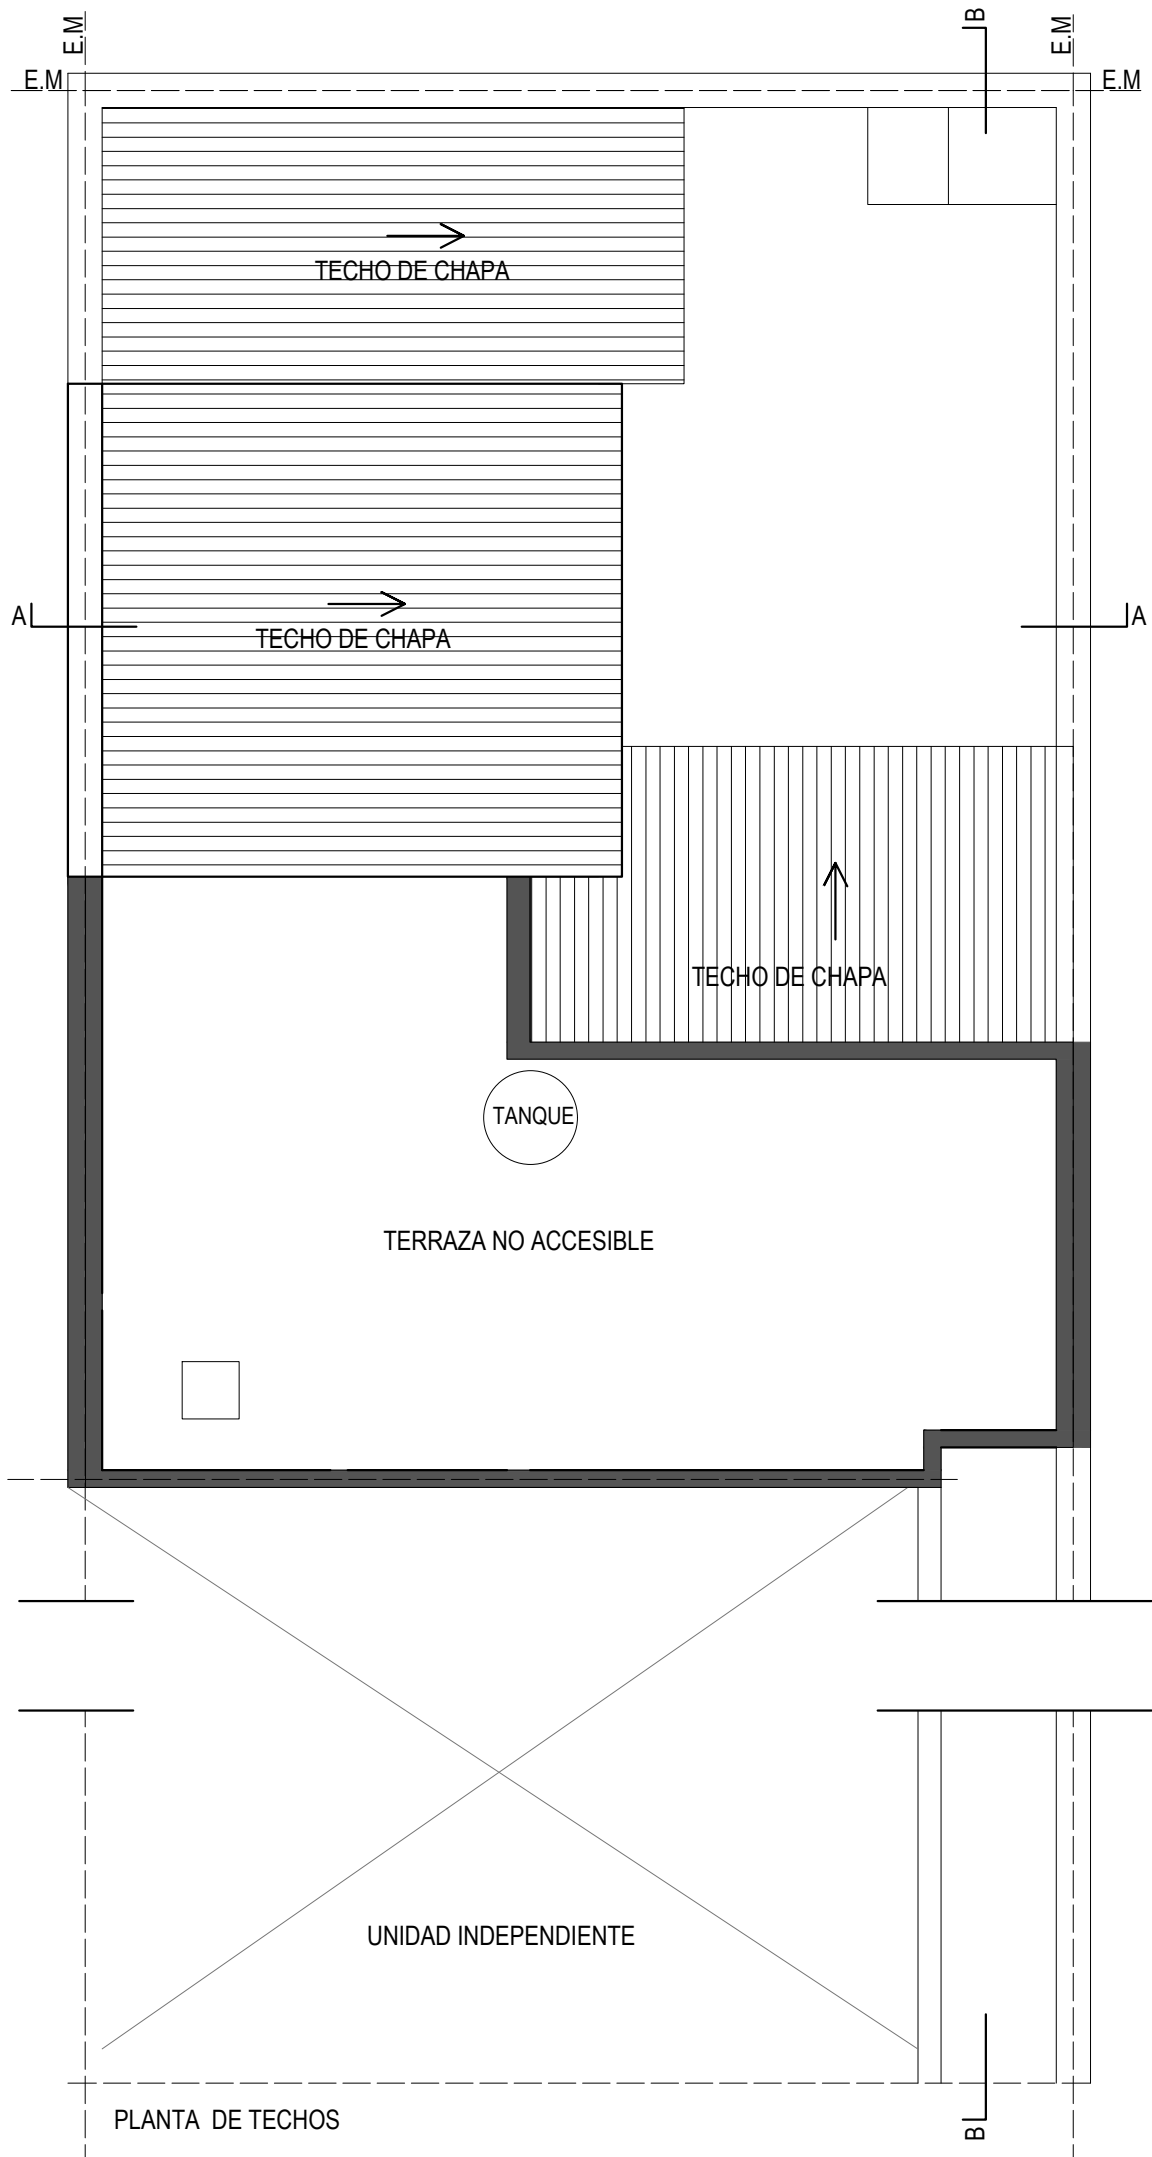 E.M
B
E.M
E.M
E.M
TECHO DE CHAPA
A
A
TECHO DE CHAPA
TECHO DE CHAPA
TANQUE
TERRAZA NO ACCESIBLE
UNIDAD INDEPENDIENTE
PLANTA DE TECHOS
B